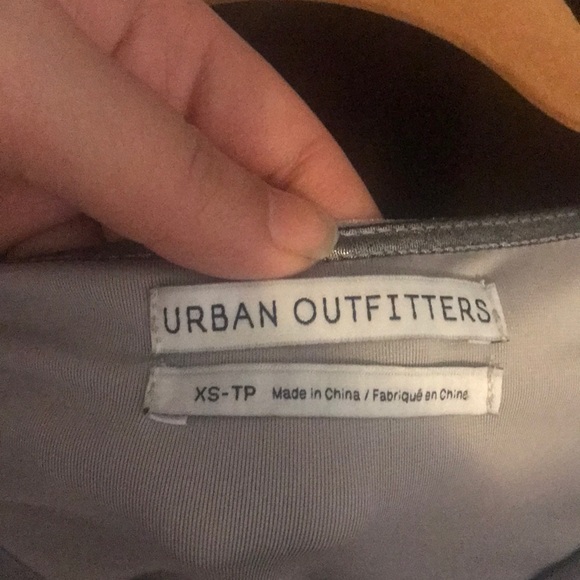 URBAN OUTFITTERS
XS-TP Made in China / Fabriqué en Chine